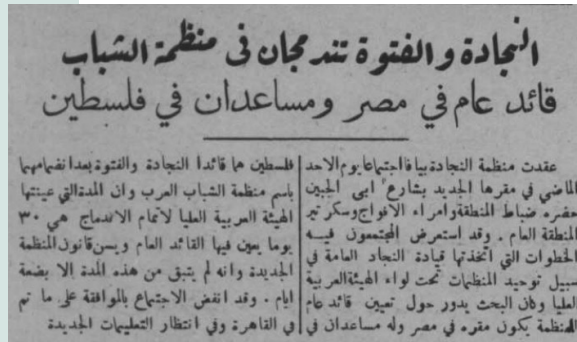 النجادة والفتوة تندمجان فى منظمة الشباب
قائد عام في مصر ومساعدان في فلسطين
عقدت منظمة النجادة بيافا اجتماعا يوم الاحد
الماضي في مقرها الجديد بشارع ابى الجبين
حضره ضباط المنطقة وامراء الافواج وسكرتير
المنطقة العام . وقد استعرض المجتمعون فيـه
الخطوات التي اتخذتها قيادة النجاد العامة في
سبيل توحيد المنظمات تحت لواء الهيئة العربية
العليا وكان البحث يدور حول تعيين قائد عام
للمنظمة يكون مقره في مصر وله مساعدان في
فلسطين هما قائدا النجادة والفتوة بعد انضمامهما
باسم منظمة الشباب العرب وان المدة التي عينتها
الهيئة العربية العليا لاتمام الاندماج هي ٣٠
يوما يعين فيها القائد العام ويسن قانون المنظمة
الجديدة وانه لم يتبق من هذه المدة الا بضعة
ايام . وقد انفض الاجتماع بالموافقة على ما تم
في القاهرة وفي انتظار التعليمات الجديدة